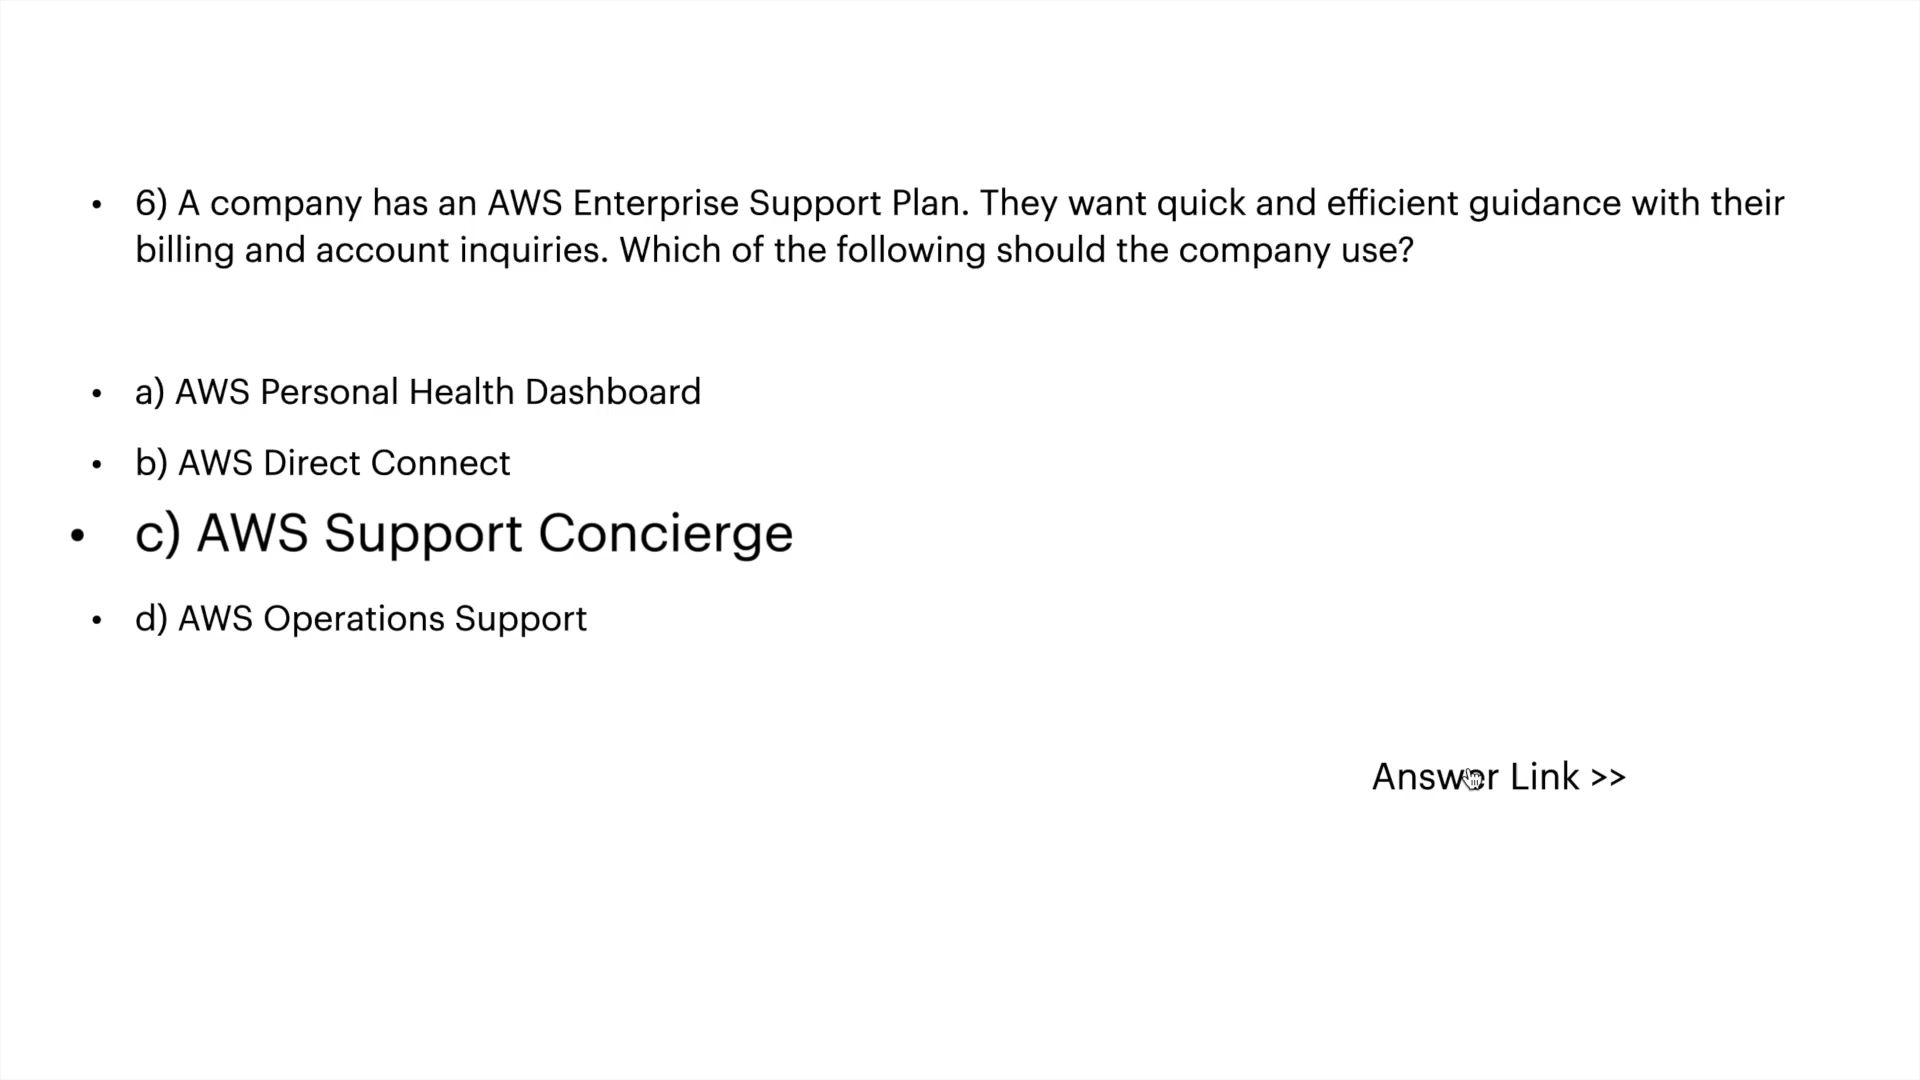 • 6) A company has an AWS Enterprise Support Plan. They want quick and efficient guidance with their
billing and account inquiries. Which of the following should the company use?
• a) AWS Personal Health Dashboard
• b) AWS Direct Connect
• c) AWS Support Concierge
• d) AWS Operations Support
Answer Link >>